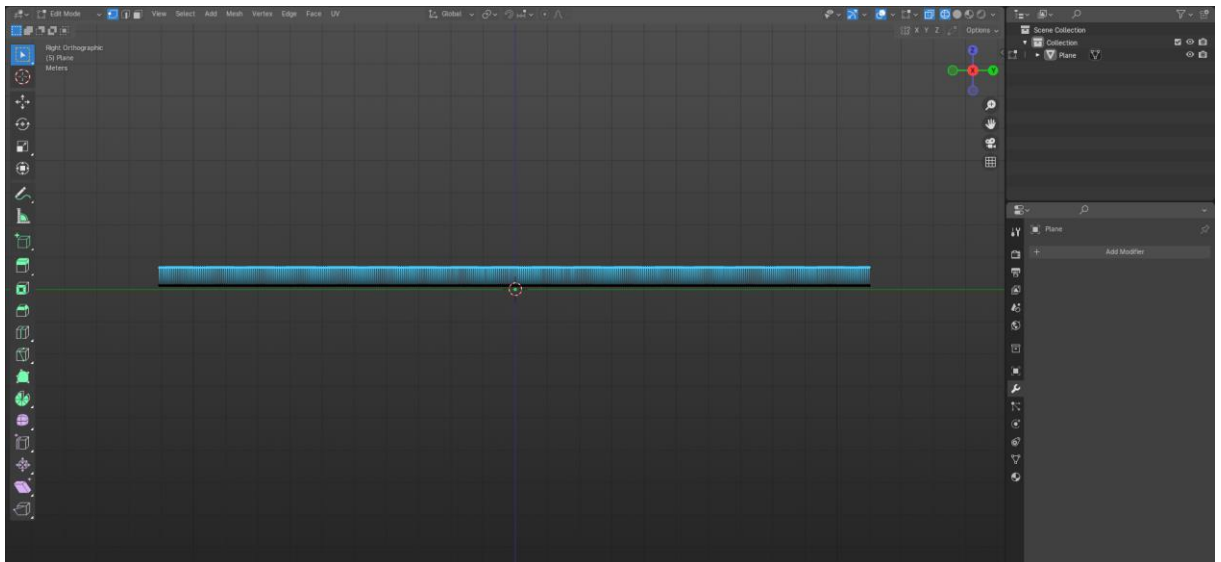 Edit Mode View Select Add Mesh Vertex Edge Face UV Global
X Y Z Options
Right Orthographic
(5) Plane
Meters
Z
X
Y
Scene Collection
Collection
Plane
Plane
+ Add Modifier